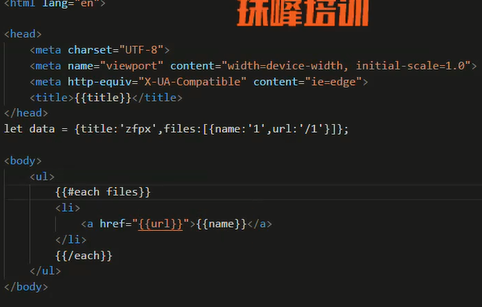 <html lang="en">
珠峰培训
<head>
<meta charset="UTF-8">
<meta name="viewport" content="width=device-width, initial-scale=1.0">
<meta http-equiv="X-UA-Compatible" content="ie=edge">
<title>{{title}}</title>
</head>
let data = {title:'zfpx',files:[{name:'1',url:'/1'}]};
<body>
<ul>
{{#each files}}
<li>
<a href="{{url}}">{{name}}</a>
</li>
{{/each}}
</ul>
</body>